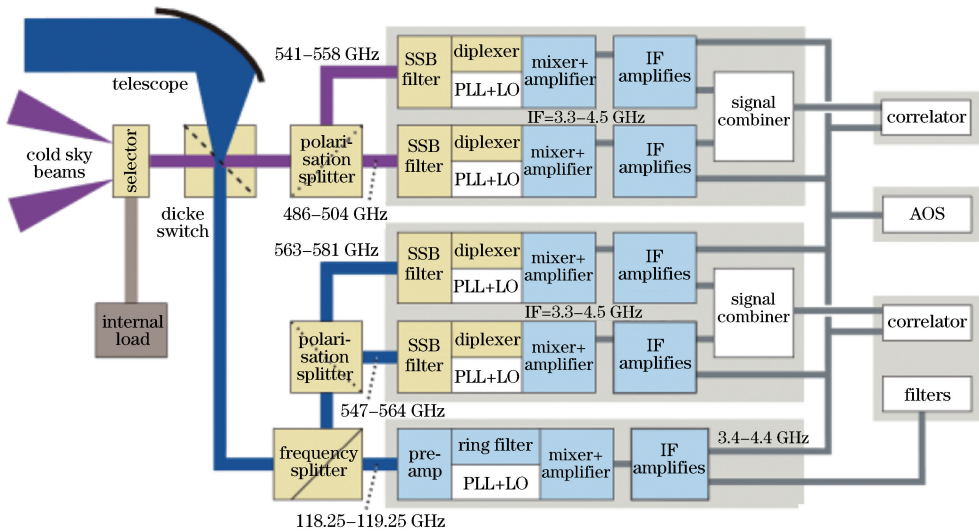 telescope
cold sky
beams
selector
dicke
switch
internal
load
541–558 GHz
polari-
sation
splitter
486–504 GHz
SSB
filter
diplexer
PLL+LO
mixer+
amplifier
IF
amplifies
IF=3.3–4.5 GHz
SSB
filter
diplexer
PLL+LO
mixer+
amplifier
IF
amplifies
signal
combiner
correlator
AOS
563–581 GHz
polari-
sation
splitter
547–564 GHz
SSB
filter
diplexer
PLL+LO
mixer+
amplifier
IF
amplifies
IF=3.3–4.5 GHz
SSB
filter
diplexer
PLL+LO
mixer+
amplifier
IF
amplifies
signal
combiner
correlator
filters
frequency
splitter
118.25–119.25 GHz
pre-
amp
ring filter
PLL+LO
mixer+
amplifier
IF
amplifies
3.4–4.4 GHz